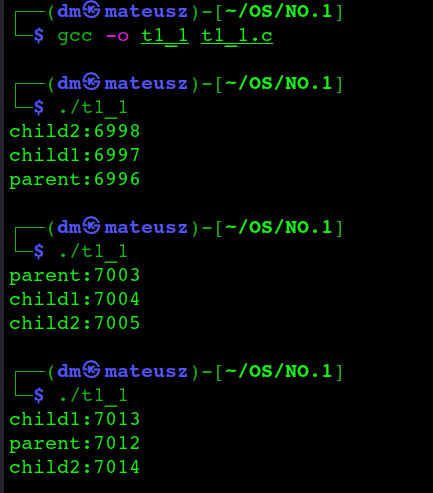 ┌──(dm㉿mateusz)-[~/OS/NO.1]
└─$ gcc -o t1_1 t1_1.c
┌──(dm㉿mateusz)-[~/OS/NO.1]
└─$ ./t1_1
child2:6998
child1:6997
parent:6996
┌──(dm㉿mateusz)-[~/OS/NO.1]
└─$ ./t1_1
parent:7003
child1:7004
child2:7005
┌──(dm㉿mateusz)-[~/OS/NO.1]
└─$ ./t1_1
child1:7013
parent:7012
child2:7014